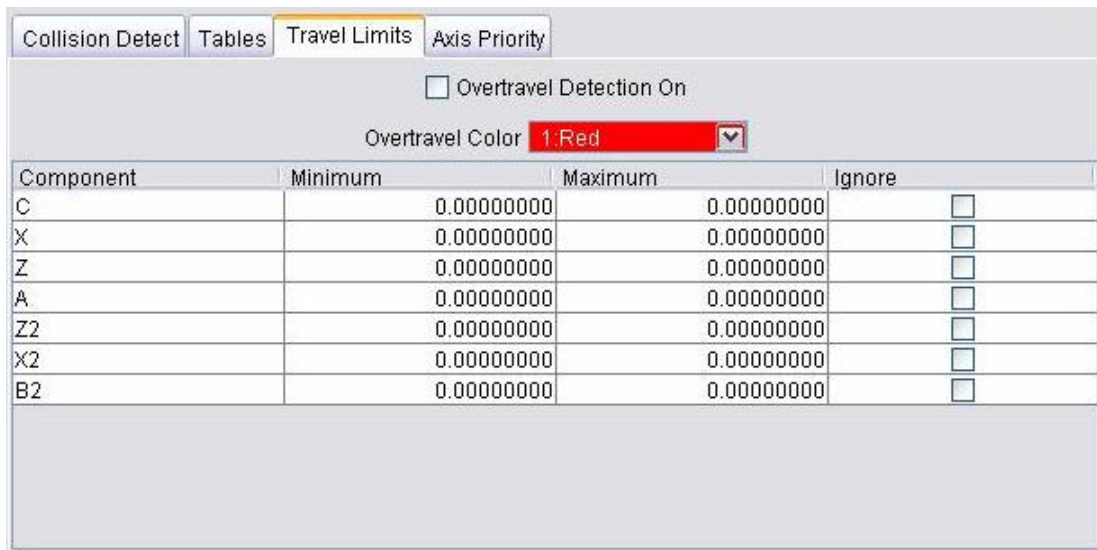 Collision Detect Tables Travel Limits Axis Priority
Overtravel Detection On
Overtravel Color 1:Red
Component Minimum Maximum Ignore
C 0.00000000 0.00000000
X 0.00000000 0.00000000
Z 0.00000000 0.00000000
A 0.00000000 0.00000000
Z2 0.00000000 0.00000000
X2 0.00000000 0.00000000
B2 0.00000000 0.00000000